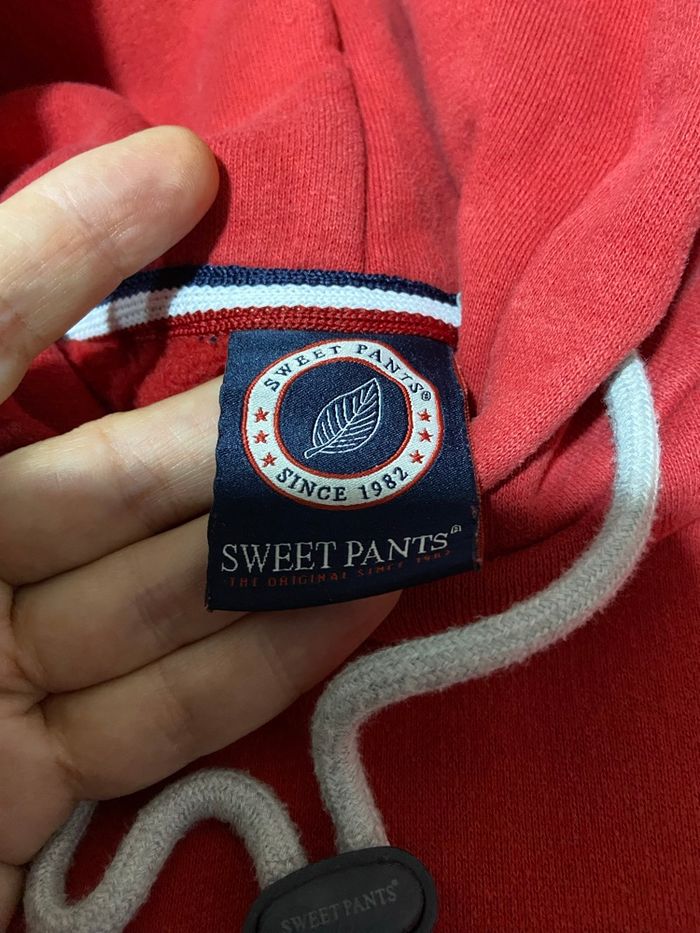 SWEET PANTS®
SINCE 1982
SWEET PANTS®
THE ORIGINAL SINCE 1982
SWEET PANTS®